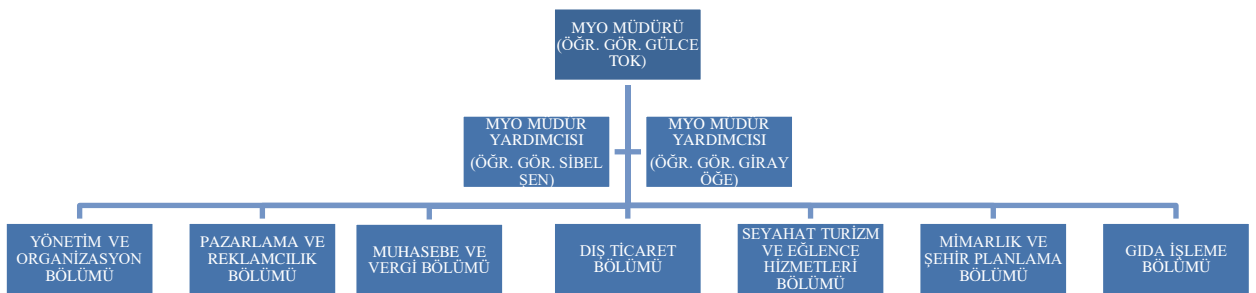 MYO MÜDÜRÜ
(ÖĞR. GÖR. GÜLCE
TOK)
MYO MÜDÜR
YARDIMCISI
(ÖĞR. GÖR. SİBEL
ŞEN)
MYO MÜDÜR
YARDIMCISI
(ÖĞR. GÖR. GİRAY
ÖĞE)
YÖNETİM VE
ORGANİZASYON
BÖLÜMÜ
PAZARLAMA VE
REKLAMCILIK
BÖLÜMÜ
MUHASEBE VE
VERGİ BÖLÜMÜ
DIŞ TİCARET
BÖLÜMÜ
SEYAHAT TURİZM
VE EĞLENCE
HİZMETLERİ
BÖLÜMÜ
MİMARLIK VE
ŞEHİR PLANLAMA
BÖLÜMÜ
GIDA İŞLEME
BÖLÜMÜ